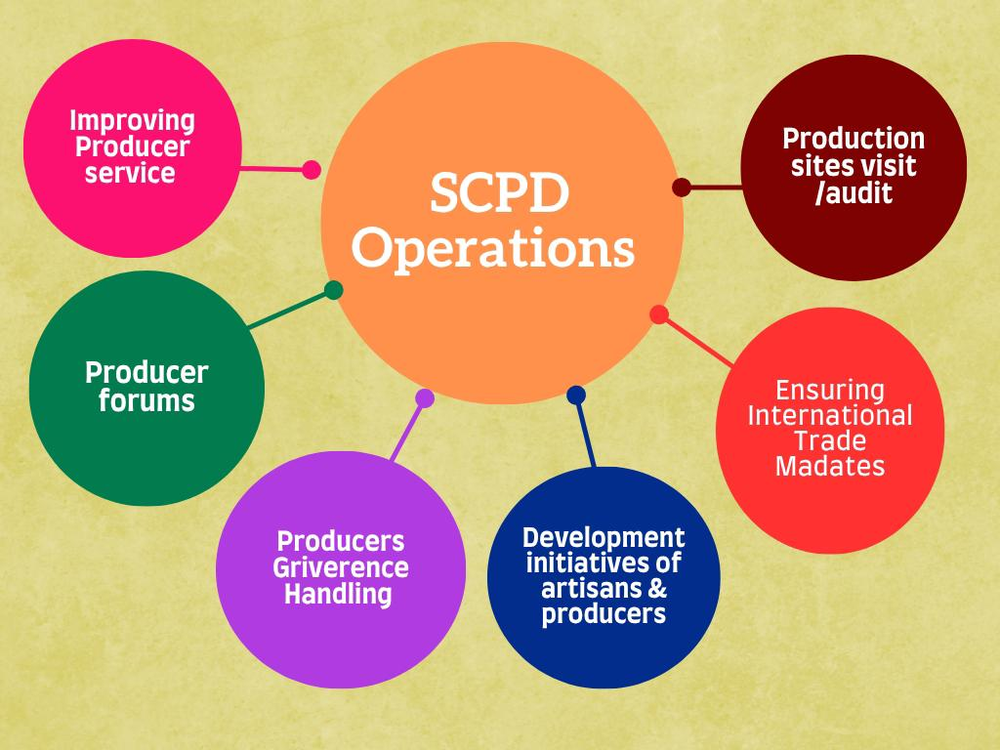 Improving
Producer
service
SCPD
Operations
Production
sites visit
/audit
Producer
forums
Ensuring
International
Trade
Madates
Producers
Griverence
Handling
Development
initiatives of
artisans &
producers